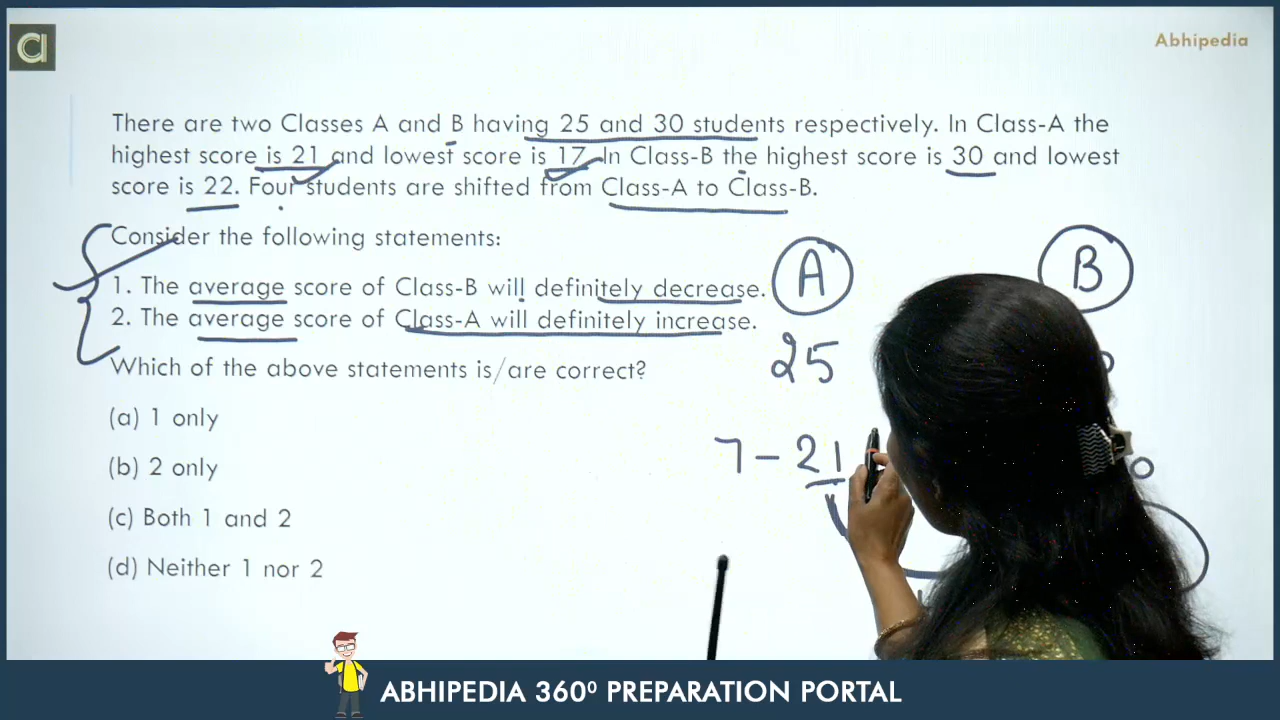 Abhipedia
There are two Classes A and B having 25 and 30 students respectively. In Class-A the
highest score is 21 and lowest score is 17. In Class-B the highest score is 30 and lowest
score is 22. Four students are shifted from Class-A to Class-B.
Consider the following statements:
1. The average score of Class-B will definitely decrease.
2. The average score of Class-A will definitely increase.
Which of the above statements is/are correct?
(a) 1 only
(b) 2 only
(c) Both 1 and 2
(d) Neither 1 nor 2
A
B
25
7 - 21
ABHIPEDIA 360⁰ PREPARATION PORTAL